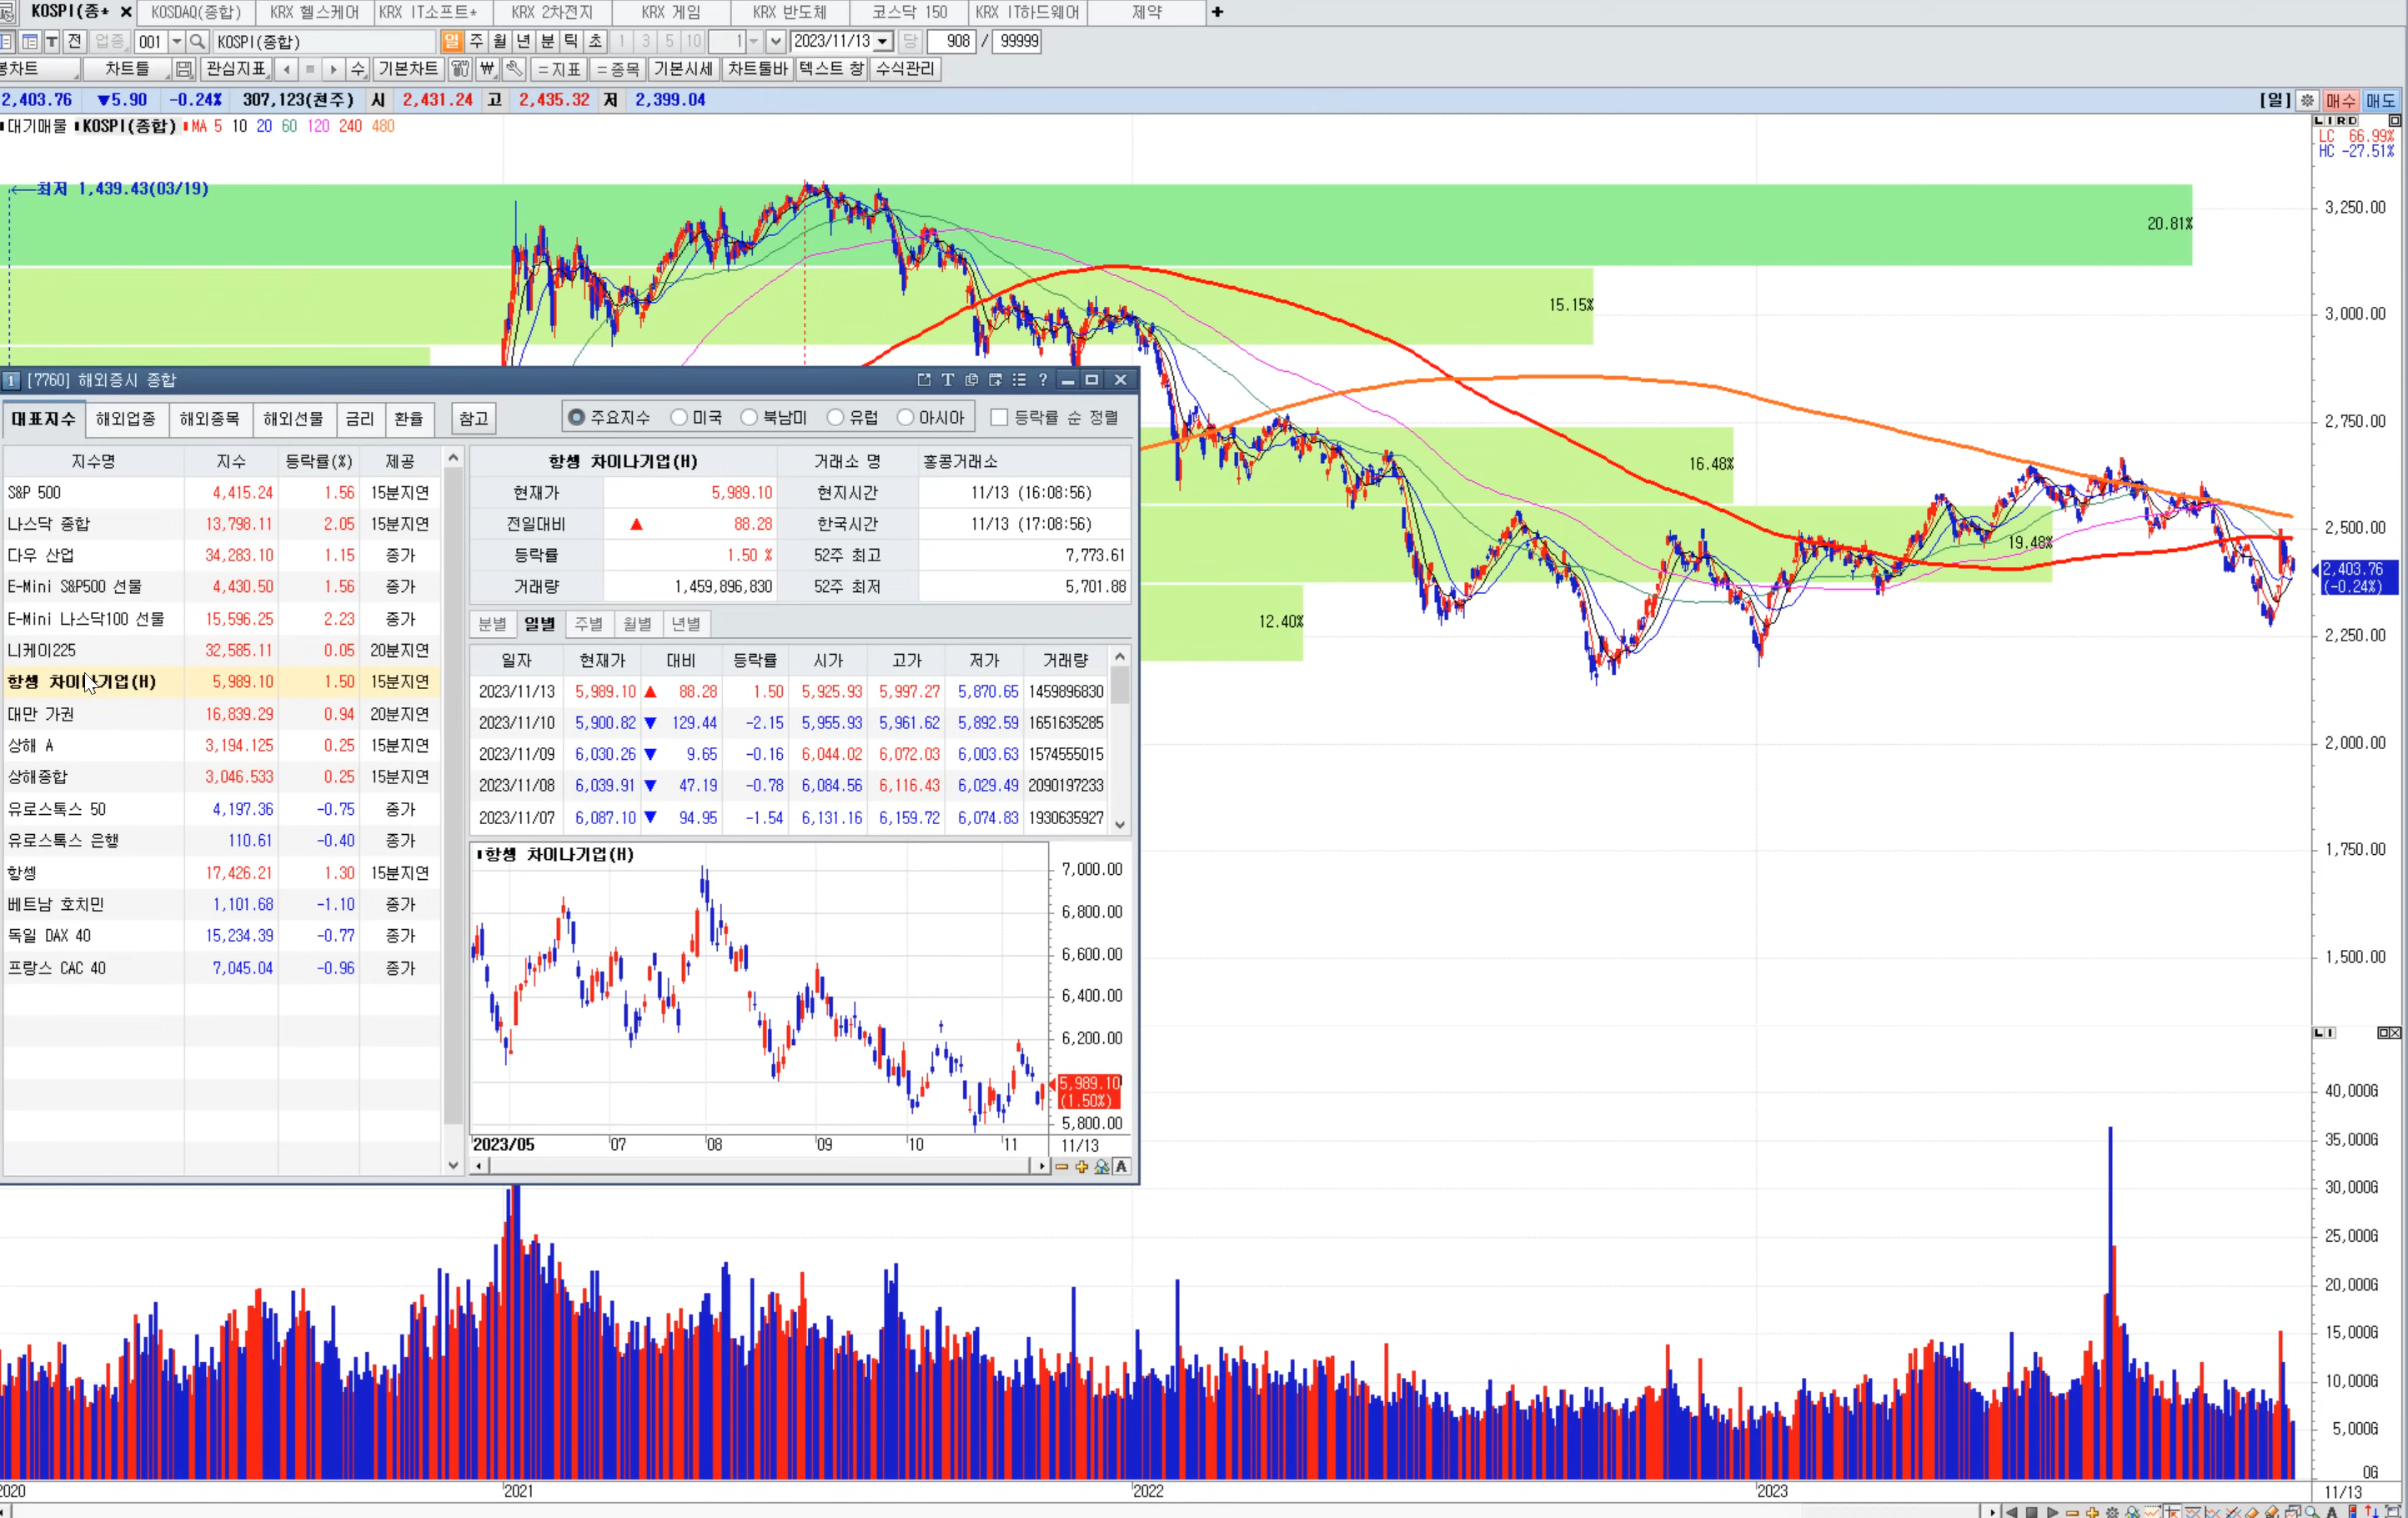 KOSPI(종* × KOSDAQ(종합) KRX 헬스케어 KRX IT소프트* KRX 2차전지 KRX 게임 KRX 반도체 코스닥 150 KRX IT하드웨어 제약 +
T 전 업종 001 KOSPI(종합) 일 주 월 년 분 틱 초 1 3 5 10 1 2023/11/13 당 908 / 99999
봉차트 차트틀 관심지표 수 기본차트 ₩ =지표 =종목 기본시세 차트툴바 텍스트 창 수식관리
2,403.76 ▼5.90 -0.24% 307,123(천주) 시 2,431.24 고 2,435.32 저 2,399.04 [일] 매수 매도
대기매물 KOSPI(종합) MA 5 10 20 60 120 240 480
L I R D
LC 66.99%
HC -27.51%
←최저 1,439.43(03/19)
20.81%
15.15%
16.48%
19.48%
12.40%
3,250.00
3,000.00
2,750.00
2,500.00
2,403.76
(-0.24%)
2,250.00
2,000.00
1,750.00
1,500.00
1 [7760] 해외증시 종합 T ?
대표지수 해외업종 해외종목 해외선물 금리 환율 참고 주요지수 미국 북남미 유럽 아시아 등락률 순 정렬
지수명 지수 등락률(%) 제공
S&P 500 4,415.24 1.56 15분지연
나스닥 종합 13,798.11 2.05 15분지연
다우 산업 34,283.10 1.15 종가
E-Mini S&P500 선물 4,430.50 1.56 종가
E-Mini 나스닥100 선물 15,596.25 2.23 종가
니케이225 32,585.11 0.05 20분지연
항셍 차이나기업(H) 5,989.10 1.50 15분지연
대만 가권 16,839.29 0.94 20분지연
상해 A 3,194.125 0.25 15분지연
상해종합 3,046.533 0.25 15분지연
유로스톡스 50 4,197.36 -0.75 종가
유로스톡스 은행 110.61 -0.40 종가
항셍 17,426.21 1.30 15분지연
베트남 호치민 1,101.68 -1.10 종가
독일 DAX 40 15,234.39 -0.77 종가
프랑스 CAC 40 7,045.04 -0.96 종가
항셍 차이나기업(H) 거래소 명 홍콩거래소
현재가 5,989.10 현지시간 11/13 (16:08:56)
전일대비 ▲ 88.28 한국시간 11/13 (17:08:56)
등락률 1.50 % 52주 최고 7,773.61
거래량 1,459,896,830 52주 최저 5,701.88
분별 일별 주별 월별 년별
일자 현재가 대비 등락률 시가 고가 저가 거래량
2023/11/13 5,989.10 ▲ 88.28 1.50 5,925.93 5,997.27 5,870.65 1459896830
2023/11/10 5,900.82 ▼ 129.44 -2.15 5,955.93 5,961.62 5,892.59 1651635285
2023/11/09 6,030.26 ▼ 9.65 -0.16 6,044.02 6,072.03 6,003.63 1574555015
2023/11/08 6,039.91 ▼ 47.19 -0.78 6,084.56 6,116.43 6,029.49 2090197233
2023/11/07 6,087.10 ▼ 94.95 -1.54 6,131.16 6,159.72 6,074.83 1930635927
항셍 차이나기업(H)
7,000.00
6,800.00
6,600.00
6,400.00
6,200.00
5,989.10
(1.50%)
5,800.00
2023/05 07 08 09 10 11 11/13
A
L I
40,000G
35,000G
30,000G
25,000G
20,000G
15,000G
10,000G
5,000G
0G
2020 2021 2022 2023 11/13
A